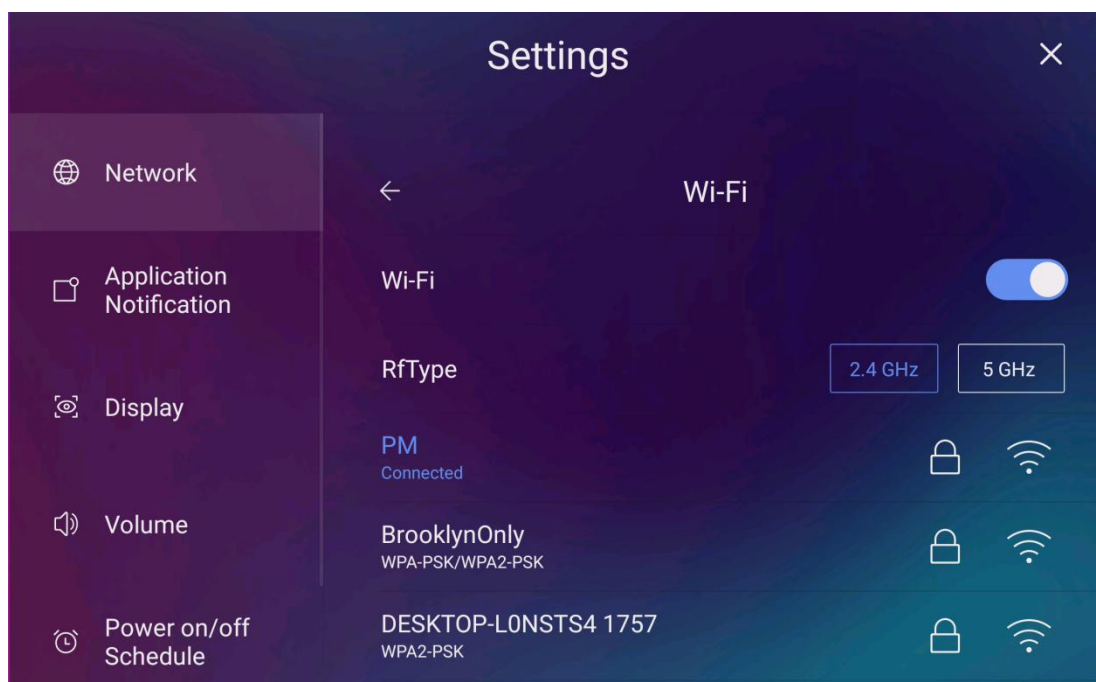 Settings
Network
Application
Notification
Display
Volume
Power on/off
Schedule
Wi-Fi
Wi-Fi
RfType
2.4 GHz
5 GHz
PM
Connected
BrooklynOnly
WPA-PSK/WPA2-PSK
DESKTOP-L0NSTS4 1757
WPA2-PSK